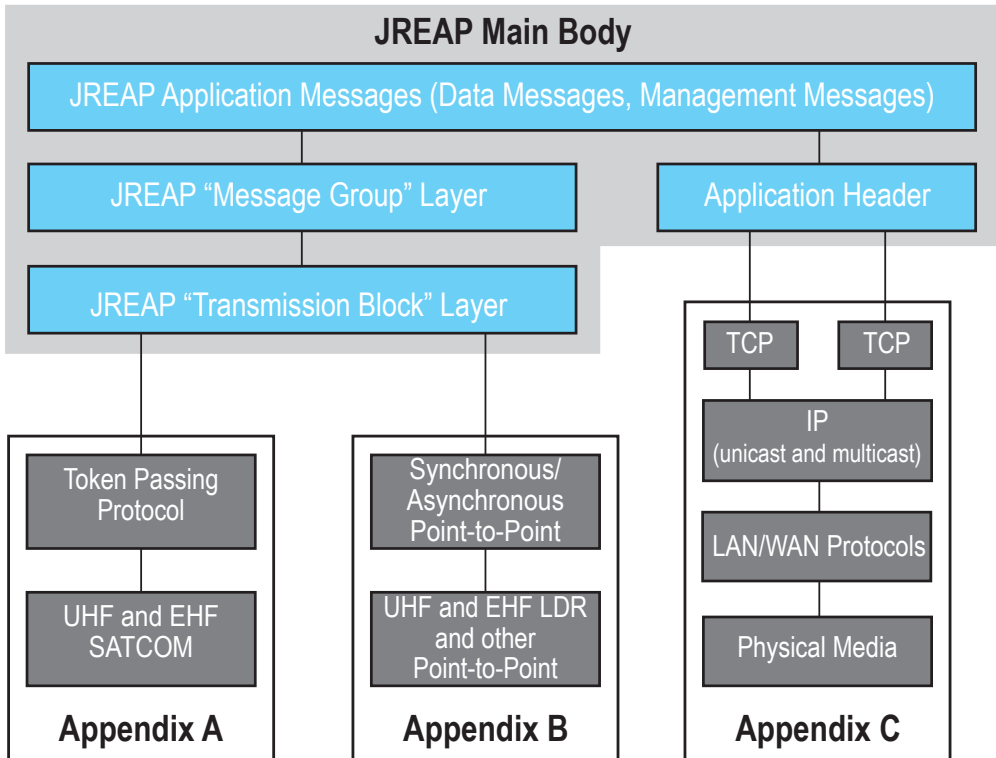 JREAP Main Body
JREAP Application Messages (Data Messages, Management Messages)
JREAP “Message Group” Layer
Application Header
JREAP “Transmission Block” Layer
TCP
TCP
IP
(unicast and multicast)
LAN/WAN Protocols
Physical Media
Appendix C
Token Passing
Protocol
UHF and EHF
SATCOM
Appendix A
Synchronous/
Asynchronous
Point-to-Point
UHF and EHF LDR
and other
Point-to-Point
Appendix B